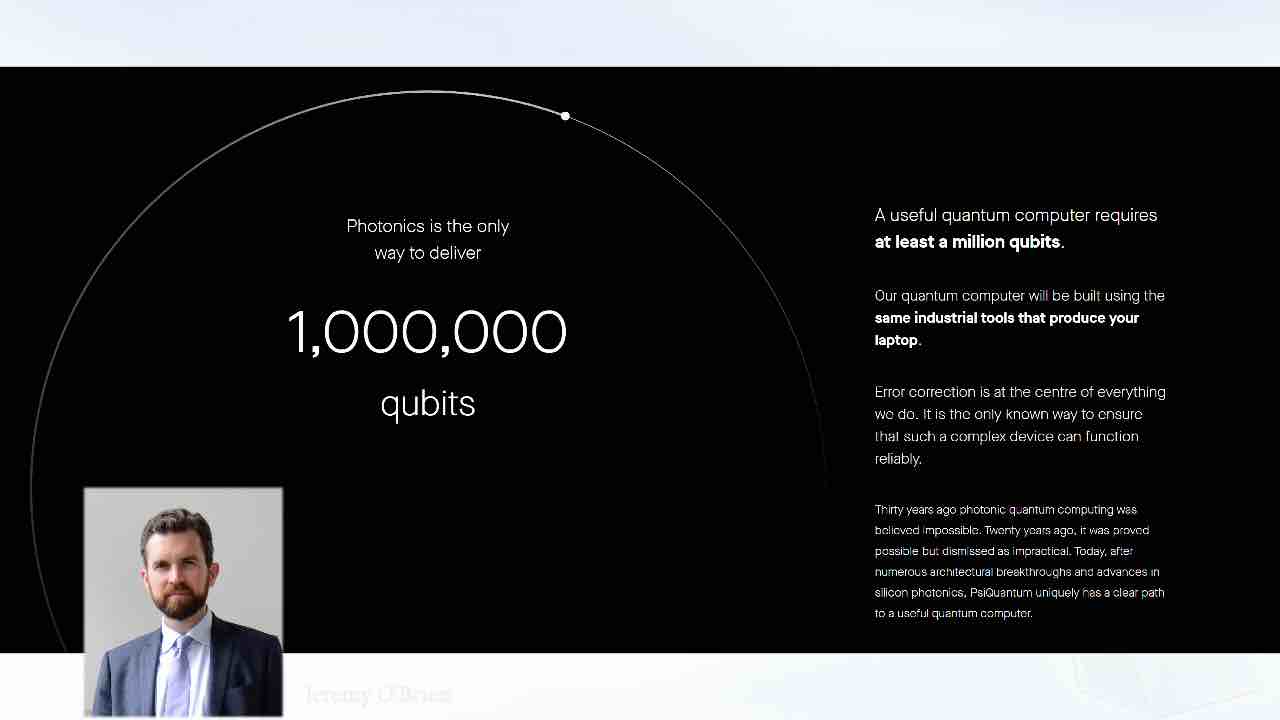 Photonics is the only
way to deliver
1,000,000
qubits
A useful quantum computer requires
at least a million qubits.
Our quantum computer will be built using the
same industrial tools that produce your
laptop.
Error correction is at the centre of everything
we do. It is the only known way to ensure
that such a complex device can function
reliably.
Thirty years ago photonic quantum computing was
believed impossible. Twenty years ago, it was proved
possible but dismissed as impractical. Today, after
numerous architectural breakthroughs and advances in
silicon photonics, PsiQuantum uniquely has a clear path
to a useful quantum computer.
Jeremy O'Brien